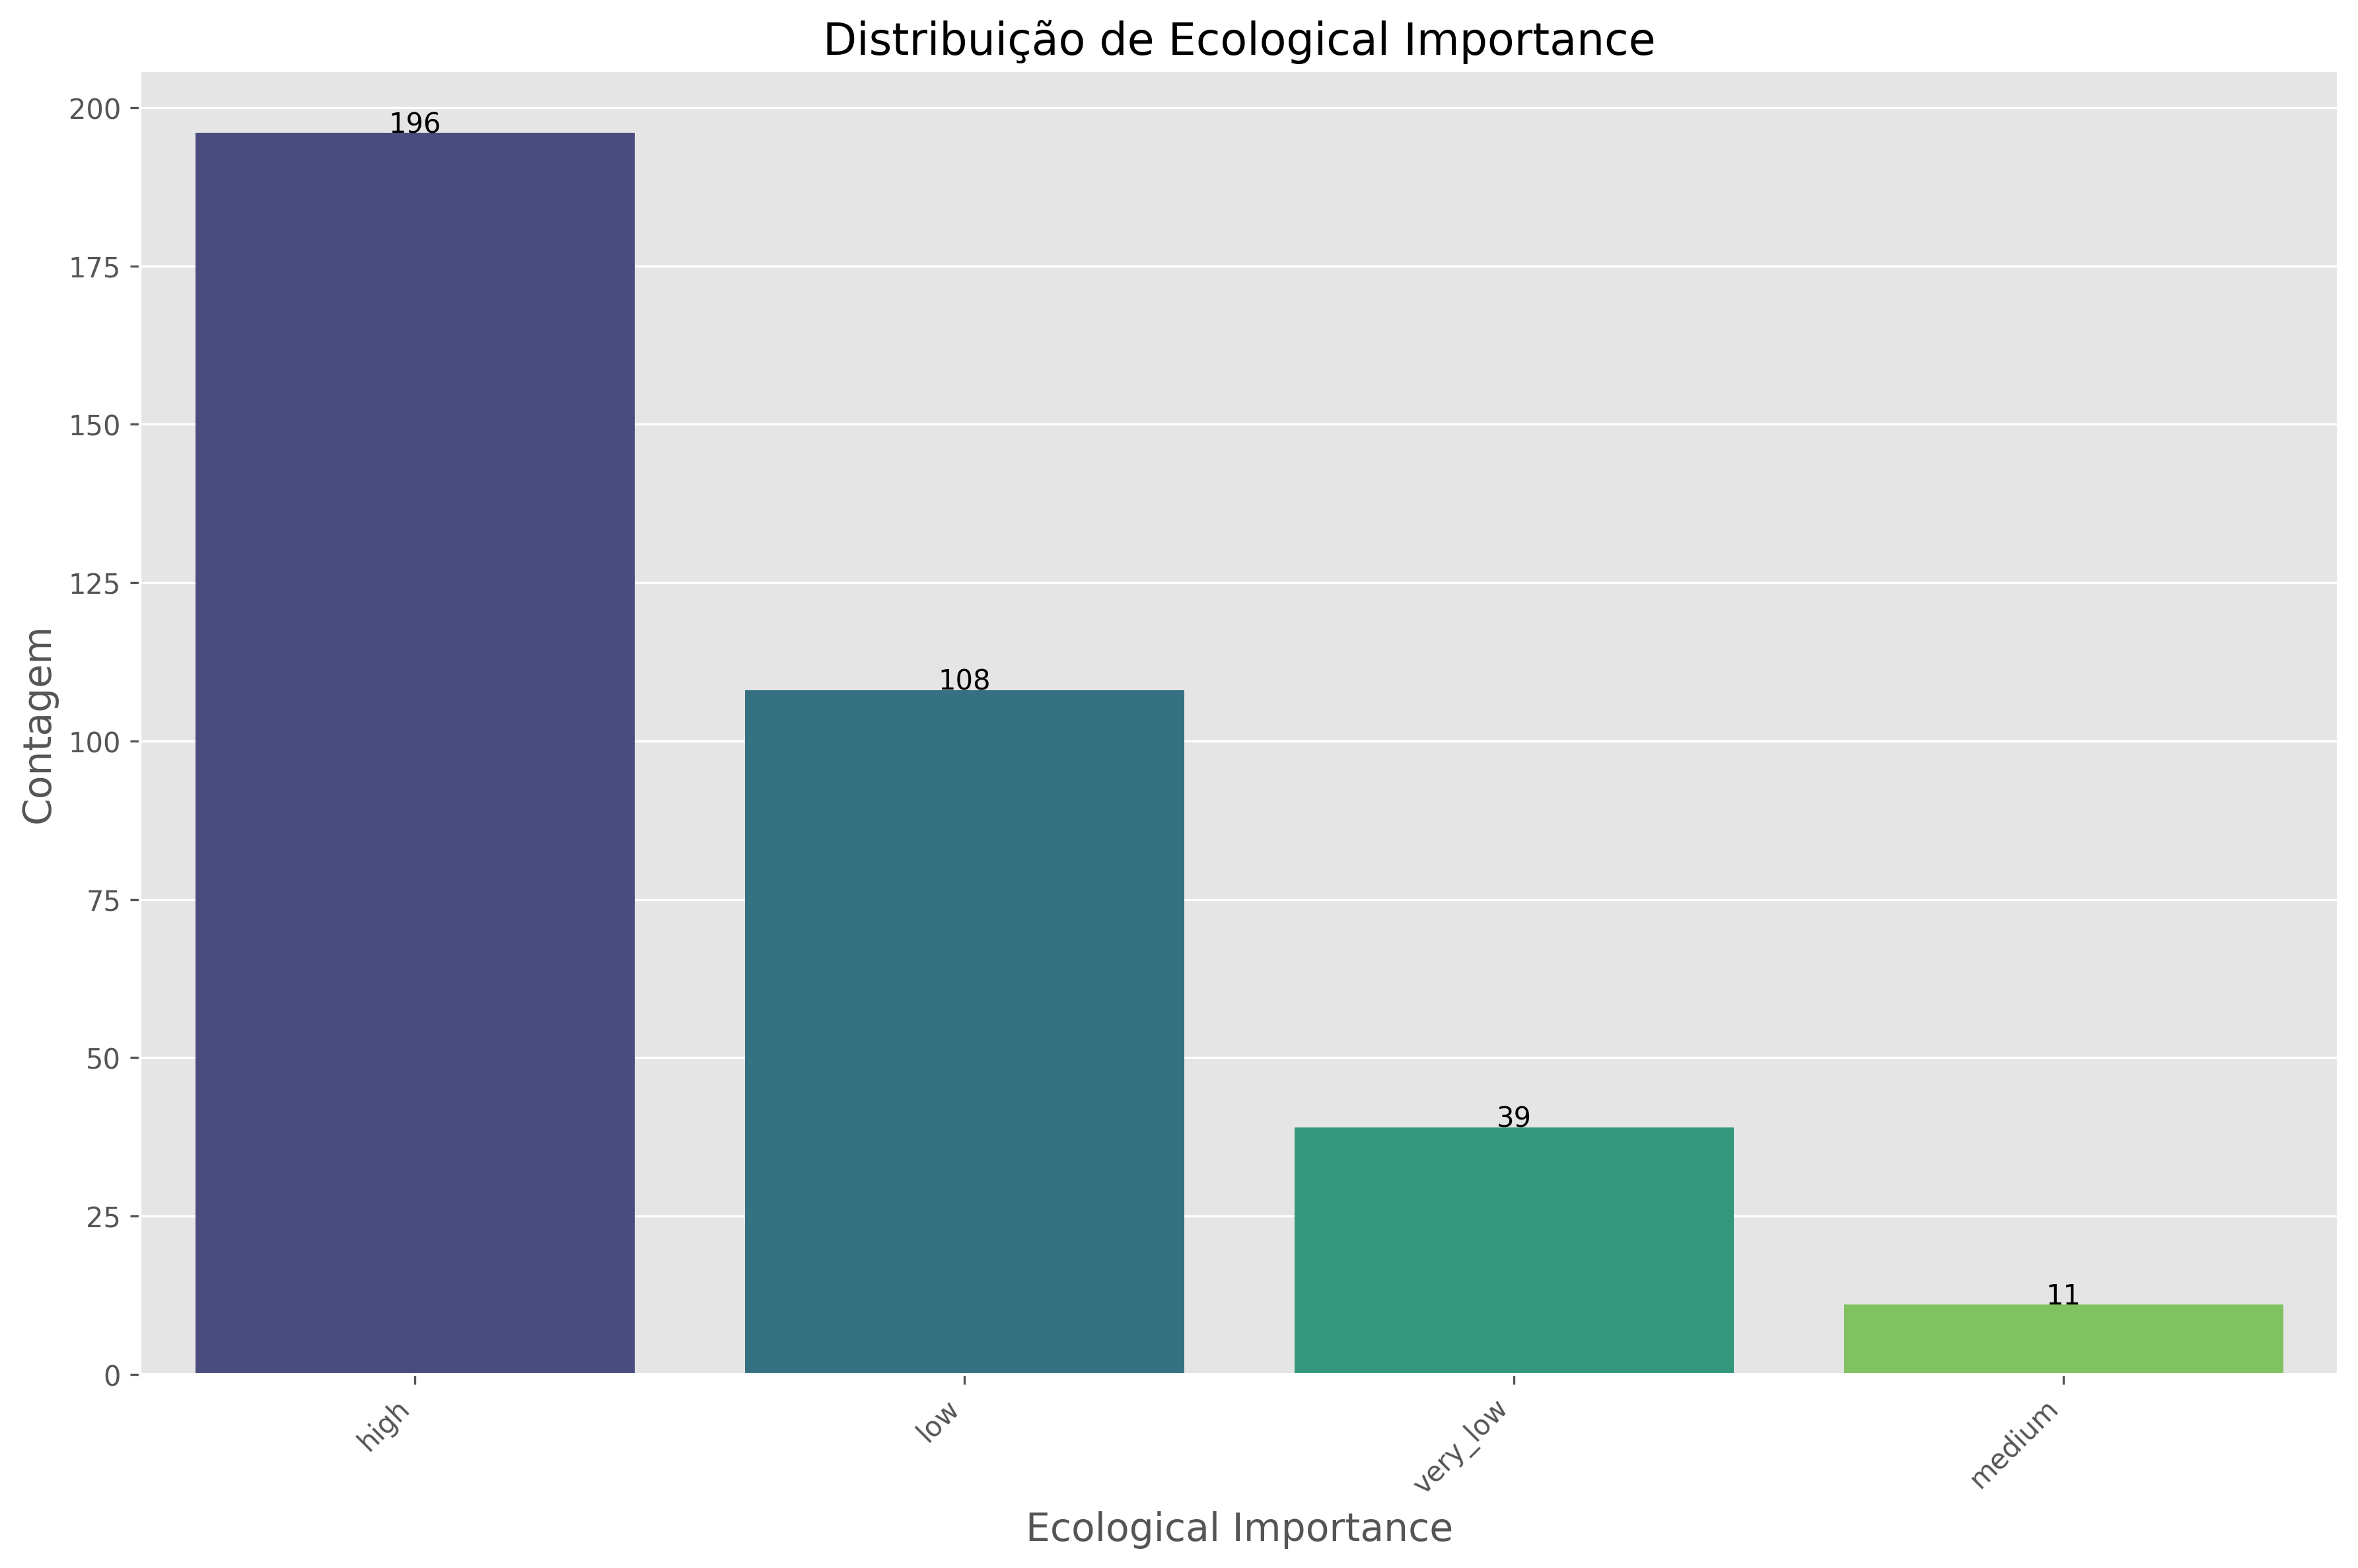 Distribuição de Ecological Importance
200
175
150
125
100
75
50
25
0
Contagem
196
108
39
11
high
low
very_low
medium
Ecological Importance